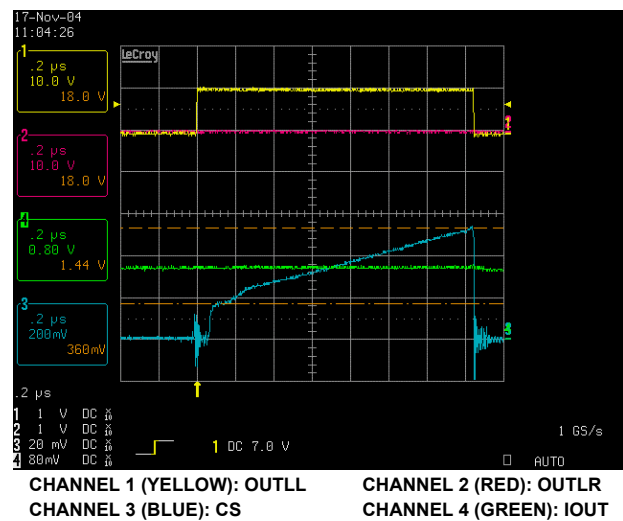 17-Nov-04
11:04:26
LeCroy
1
.2 µs
10.0 V
18.0 V
2
.2 µs
10.0 V
18.0 V
4
.2 µs
0.80 V
1.44 V
3
.2 µs
200mV
360mV
.2 µs
1 1 V DC
2 1 V DC
3 20 mV DC
4 80mV DC
1 DC 7.0 V
1 GS/s
AUTO
CHANNEL 1 (YELLOW): OUTLL CHANNEL 2 (RED): OUTLR
CHANNEL 3 (BLUE): CS CHANNEL 4 (GREEN): IOUT